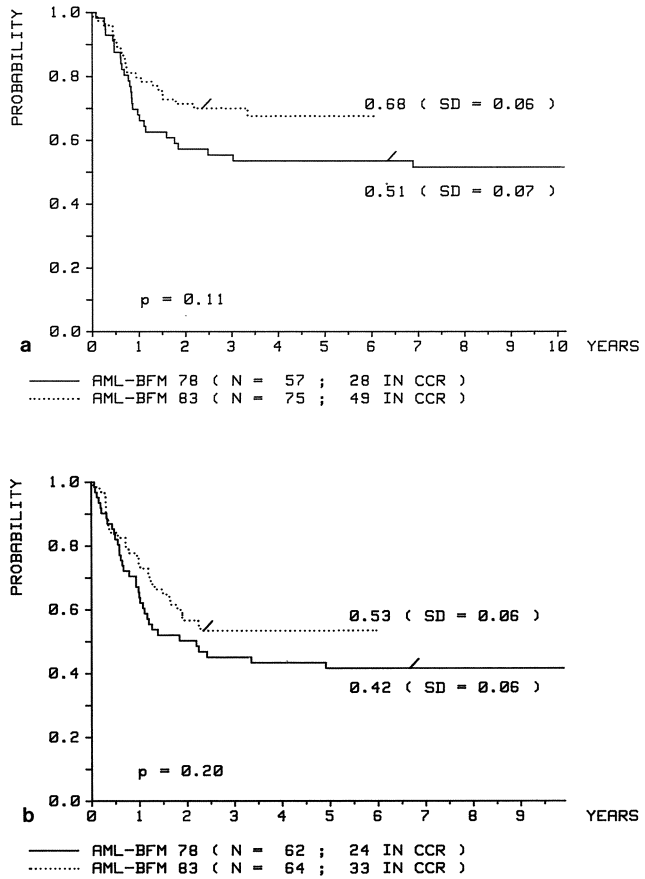 PROBABILITY
1.0
0.8
0.6
0.4
0.2
0.0
0.68 ( SD = 0.06 )
0.51 ( SD = 0.07 )
p = 0.11
a
0 1 2 3 4 5 6 7 8 9 10 YEARS
AML-BFM 78 ( N = 57 ; 28 IN CCR )
AML-BFM 83 ( N = 75 ; 49 IN CCR )
PROBABILITY
1.0
0.8
0.6
0.4
0.2
0.0
0.53 ( SD = 0.06 )
0.42 ( SD = 0.06 )
p = 0.20
b
0 1 2 3 4 5 6 7 8 9 YEARS
AML-BFM 78 ( N = 62 ; 24 IN CCR )
AML-BFM 83 ( N = 64 ; 33 IN CCR )